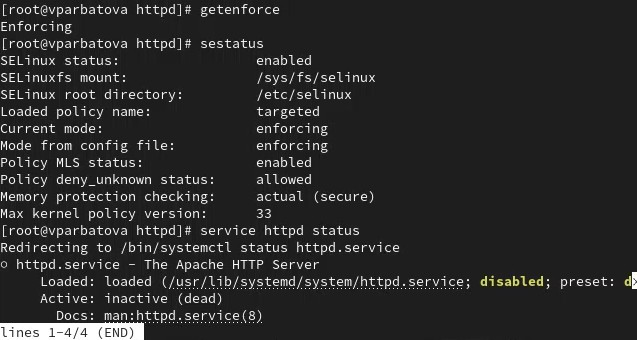 [root@vparbatova httpd]# getenforce
Enforcing
[root@vparbatova httpd]# sestatus
SELinux status:                 enabled
SELinuxfs mount:                /sys/fs/selinux
SELinux root directory:         /etc/selinux
Loaded policy name:             targeted
Current mode:                   enforcing
Mode from config file:          enforcing
Policy MLS status:              enabled
Policy deny_unknown status:     allowed
Memory protection checking:     actual (secure)
Max kernel policy version:      33
[root@vparbatova httpd]# service httpd status
Redirecting to /bin/systemctl status httpd.service
○ httpd.service - The Apache HTTP Server
     Loaded: loaded (/usr/lib/systemd/system/httpd.service; disabled; preset: d>
     Active: inactive (dead)
       Docs: man:httpd.service(8)
lines 1-4/4 (END)